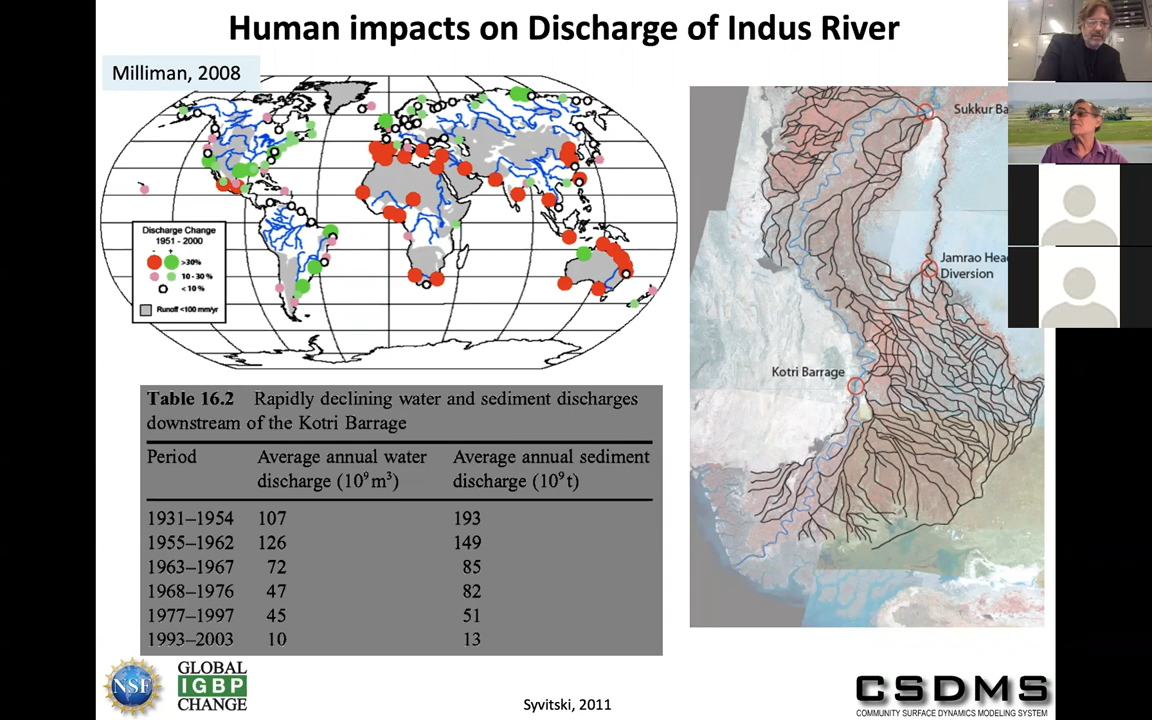 Human impacts on Discharge of Indus River
Milliman, 2008
Discharge Change
1951 - 2000
- +
>30%
10 - 30 %
< 10 %
Runoff <100 mm/yr
Sukkur Ba
Jamrao Hea
Diversion
Kotri Barrage
Table 16.2 Rapidly declining water and sediment discharges
downstream of the Kotri Barrage
Period Average annual water Average annual sediment
discharge (10⁹ m³) discharge (10⁹ t)
1931–1954 107 193
1955–1962 126 149
1963–1967 72 85
1968–1976 47 82
1977–1997 45 51
1993–2003 10 13
NSF
GLOBAL
IGBP
CHANGE
Syvitski, 2011
CSDMS
COMMUNITY SURFACE DYNAMICS MODELING SYSTEM